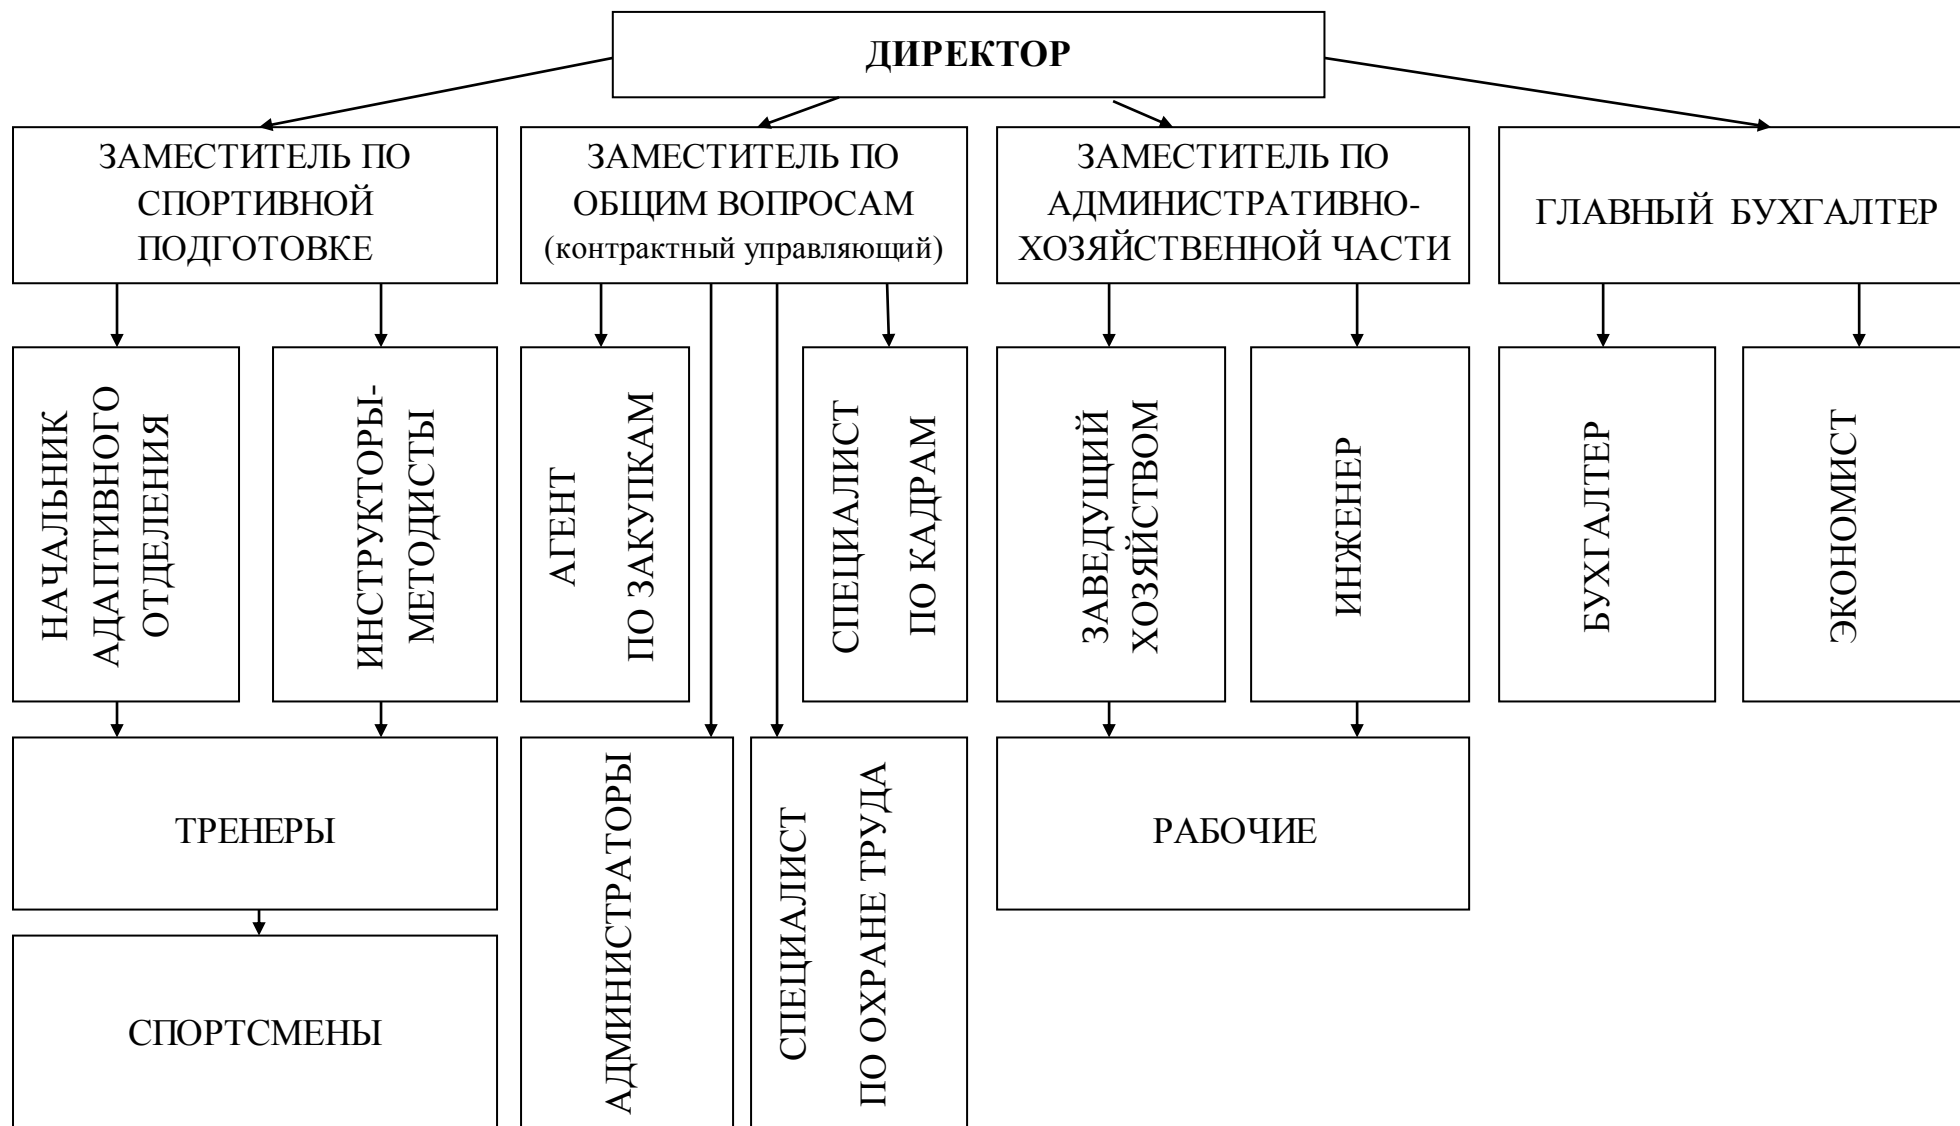 ДИРЕКТОР
ЗАМЕСТИТЕЛЬ ПО
СПОРТИВНОЙ
ПОДГОТОВКЕ
ЗАМЕСТИТЕЛЬ ПО
ОБЩИМ ВОПРОСАМ
(контрактный управляющий)
ЗАМЕСТИТЕЛЬ ПО
АДМИНИСТРАТИВНО-
ХОЗЯЙСТВЕННОЙ ЧАСТИ
ГЛАВНЫЙ БУХГАЛТЕР
НАЧАЛЬНИК
АДАПТИВНОГО
ОТДЕЛЕНИЯ
ИНСТРУКТОРЫ-
МЕТОДИСТЫ
АГЕНТ
ПО ЗАКУПКАМ
СПЕЦИАЛИСТ
ПО КАДРАМ
ЗАВЕДУЩИЙ
ХОЗЯЙСТВОМ
ИНЖЕНЕР
БУХГАЛТЕР
ЭКОНОМИСТ
ТРЕНЕРЫ
АДМИНИСТРАТОРЫ
СПЕЦИАЛИСТ
ПО ОХРАНЕ ТРУДА
РАБОЧИЕ
СПОРТСМЕНЫ